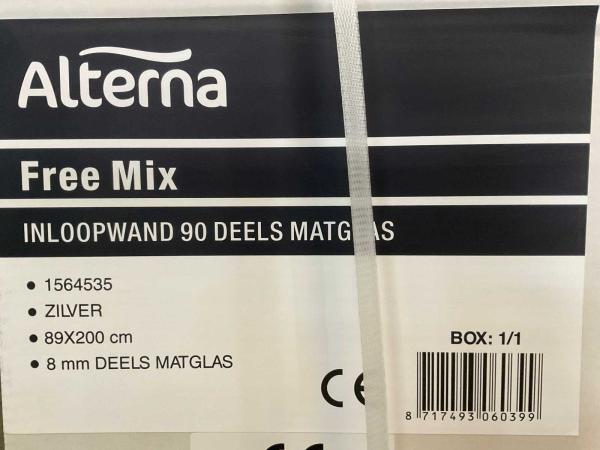 Alterna
Free Mix
INLOOPWAND 90 DEELS MATGLAS
• 1564535
• ZILVER
• 89X200 cm
• 8 mm DEELS MATGLAS
BOX: 1/1
CE
8 717493 060399